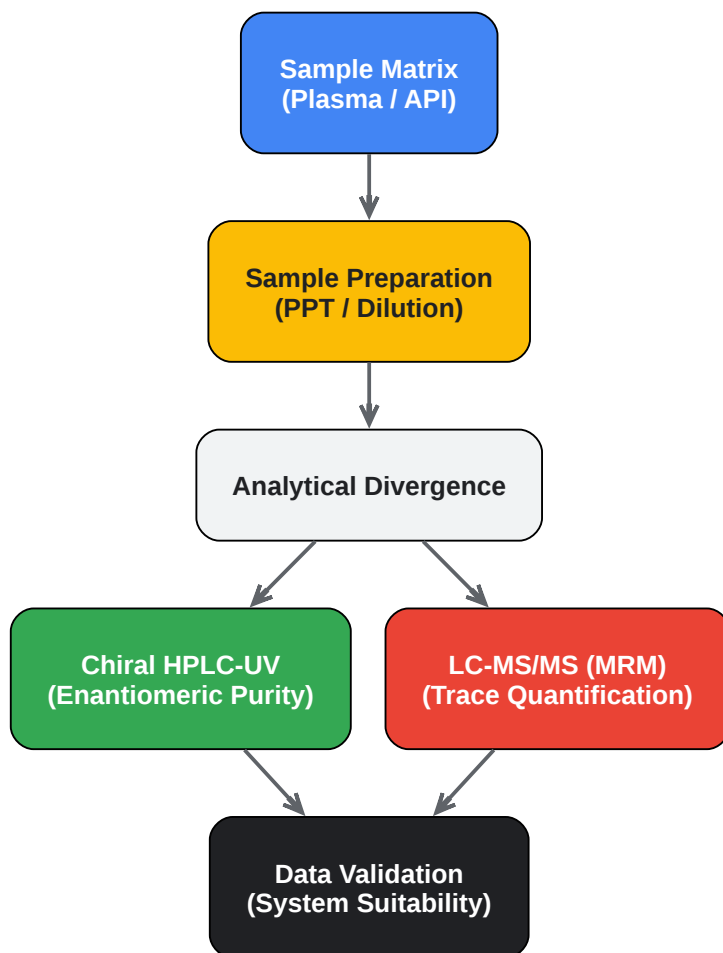 Sample Matrix
(Plasma / API)
Sample Preparation
(PPT / Dilution)
Analytical Divergence
Chiral HPLC-UV
(Enantiomeric Purity)
LC-MS/MS (MRM)
(Trace Quantification)
Data Validation
(System Suitability)